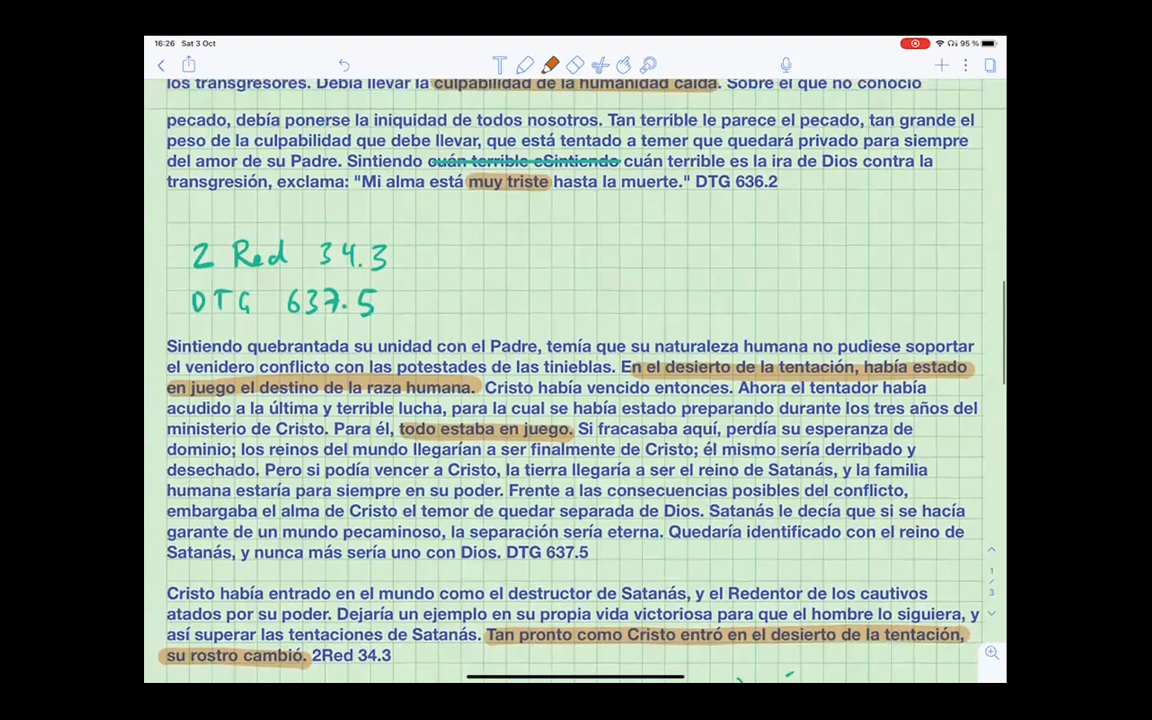 16:26 Sat 3 Oct 95 %
los transgresores. Debía llevar la culpabilidad de la humanidad caída. Sobre el que no conoció
pecado, debía ponerse la iniquidad de todos nosotros. Tan terrible le parece el pecado, tan grande el
peso de la culpabilidad que debe llevar, que está tentado a temer que quedará privado para siempre
del amor de su Padre. Sintiendo cuán terrible eSintiendo cuán terrible es la ira de Dios contra la
transgresión, exclama: "Mi alma está muy triste hasta la muerte." DTG 636.2
2 Red 34.3
DTG 637.5
Sintiendo quebrantada su unidad con el Padre, temía que su naturaleza humana no pudiese soportar
el venidero conflicto con las potestades de las tinieblas. En el desierto de la tentación, había estado
en juego el destino de la raza humana. Cristo había vencido entonces. Ahora el tentador había
acudido a la última y terrible lucha, para la cual se había estado preparando durante los tres años del
ministerio de Cristo. Para él, todo estaba en juego. Si fracasaba aquí, perdía su esperanza de
dominio; los reinos del mundo llegarían a ser finalmente de Cristo; él mismo sería derribado y
desechado. Pero si podía vencer a Cristo, la tierra llegaría a ser el reino de Satanás, y la familia
humana estaría para siempre en su poder. Frente a las consecuencias posibles del conflicto,
embargaba el alma de Cristo el temor de quedar separada de Dios. Satanás le decía que si se hacía
garante de un mundo pecaminoso, la separación sería eterna. Quedaría identificado con el reino de
Satanás, y nunca más sería uno con Dios. DTG 637.5
1
3
Cristo había entrado en el mundo como el destructor de Satanás, y el Redentor de los cautivos
atados por su poder. Dejaría un ejemplo en su propia vida victoriosa para que el hombre lo siguiera, y
así superar las tentaciones de Satanás. Tan pronto como Cristo entró en el desierto de la tentación,
su rostro cambió. 2Red 34.3